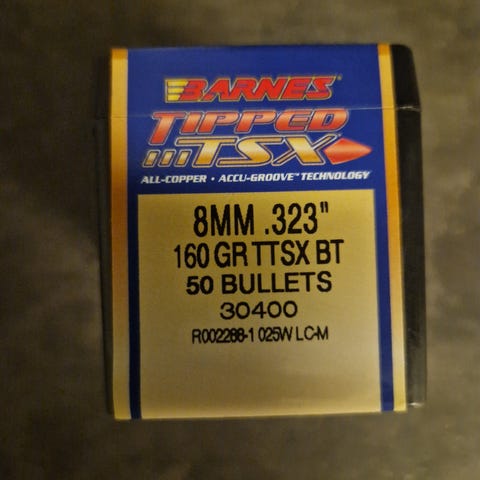 BARNES
TIPPED
TSX
ALL-COPPER • ACCU-GROOVE™ TECHNOLOGY
8MM .323"
160 GR TTSX BT
50 BULLETS
30400
R002288-1 025W LC-M